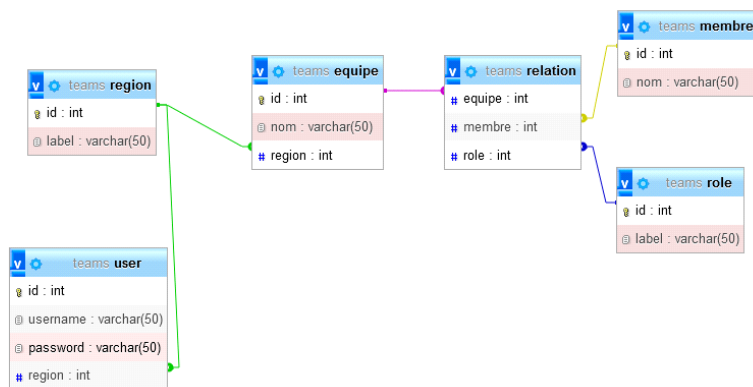 teams region
id : int
label : varchar(50)
teams equipe
id : int
nom : varchar(50)
# region : int
teams relation
# equipe : int
# membre : int
# role : int
teams membre
id : int
nom : varchar(50)
teams role
id : int
label : varchar(50)
teams user
id : int
username : varchar(50)
password : varchar(50)
# region : int